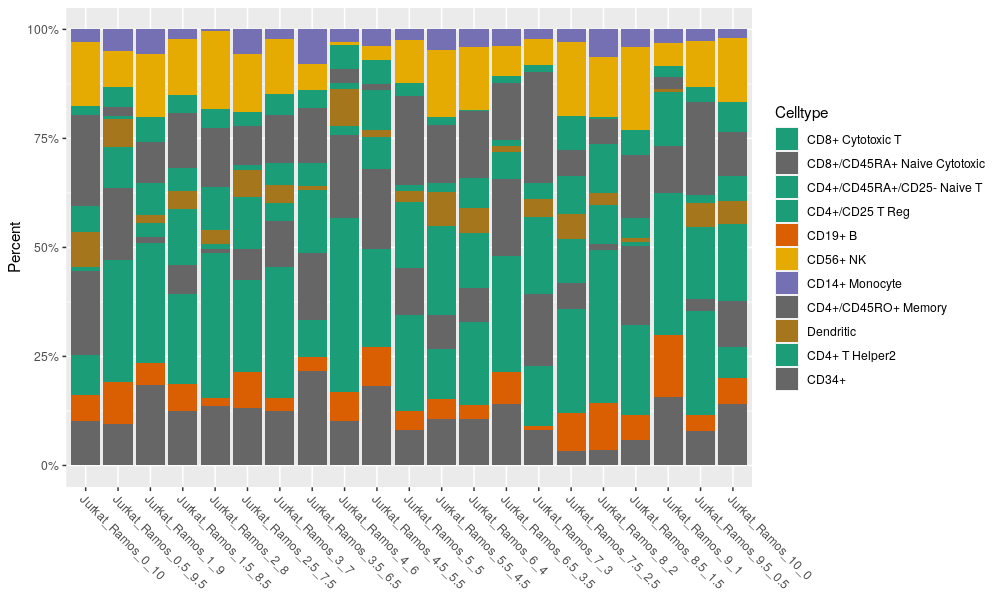 100%
75%
50%
25%
0%
Percent
Jurkat_Ramos_0_10
Jurkat_Ramos_0.5_9.5
Jurkat_Ramos_1_9
Jurkat_Ramos_1.5_8.5
Jurkat_Ramos_2_8
Jurkat_Ramos_2.5_7.5
Jurkat_Ramos_3_7
Jurkat_Ramos_3.5_6.5
Jurkat_Ramos_4_6
Jurkat_Ramos_4.5_5.5
Jurkat_Ramos_5_5
Jurkat_Ramos_5.5_4.5
Jurkat_Ramos_6_4
Jurkat_Ramos_6.5_3.5
Jurkat_Ramos_7_3
Jurkat_Ramos_7.5_2.5
Jurkat_Ramos_8_2
Jurkat_Ramos_8.5_1.5
Jurkat_Ramos_9_1
Jurkat_Ramos_9.5_0.5
Jurkat_Ramos_10_0
Celltype
CD8+ Cytotoxic T
CD8+/CD45RA+ Naive Cytotoxic
CD4+/CD45RA+/CD25- Naive T
CD4+/CD25 T Reg
CD19+ B
CD56+ NK
CD14+ Monocyte
CD4+/CD45RO+ Memory
Dendritic
CD4+ T Helper2
CD34+